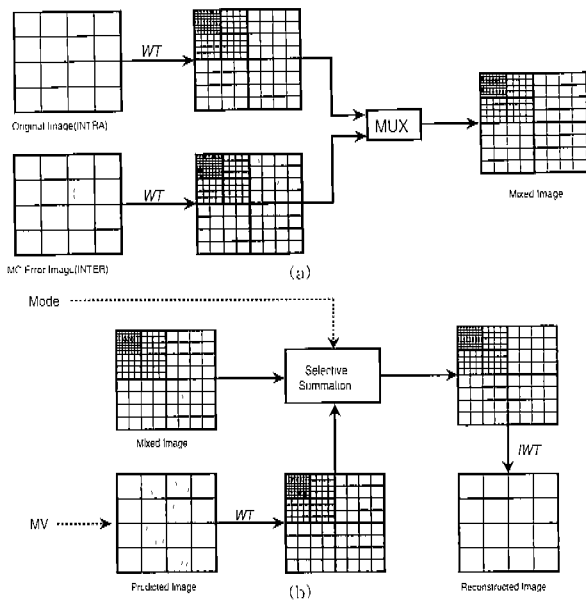 WT
Original Image(INTRA)
MUX
Mixed Image
WT
MC Error Image(INTER)
(a)
Mode
Selective
Summation
Mixed Image
IWT
MV
WT
Predicted Image
(b)
Reconstructed Image